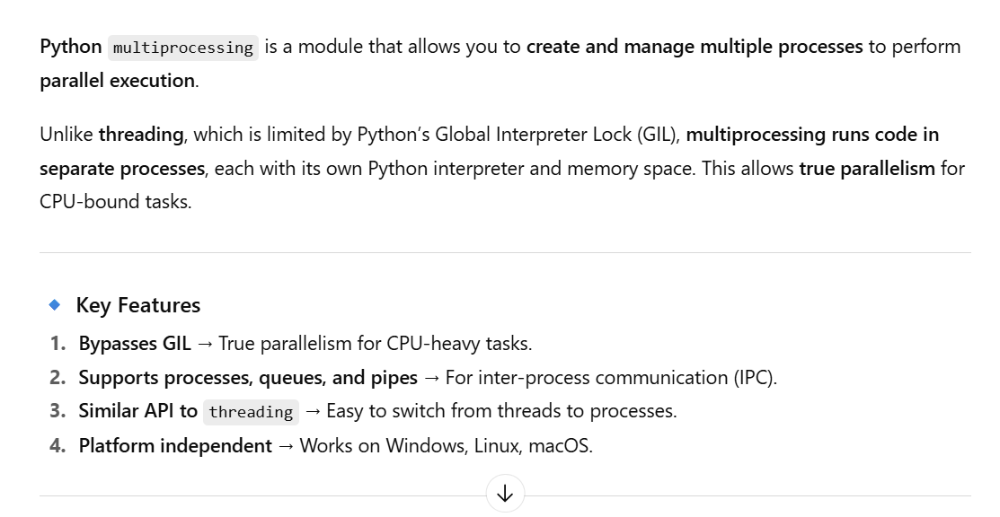 Python multiprocessing is a module that allows you to create and manage multiple processes to perform
parallel execution.
Unlike threading, which is limited by Python’s Global Interpreter Lock (GIL), multiprocessing runs code in
separate processes, each with its own Python interpreter and memory space. This allows true parallelism for
CPU-bound tasks.
Key Features
1. Bypasses GIL → True parallelism for CPU-heavy tasks.
2. Supports processes, queues, and pipes → For inter-process communication (IPC).
3. Similar API to threading → Easy to switch from threads to processes.
4. Platform independent → Works on Windows, Linux, macOS.